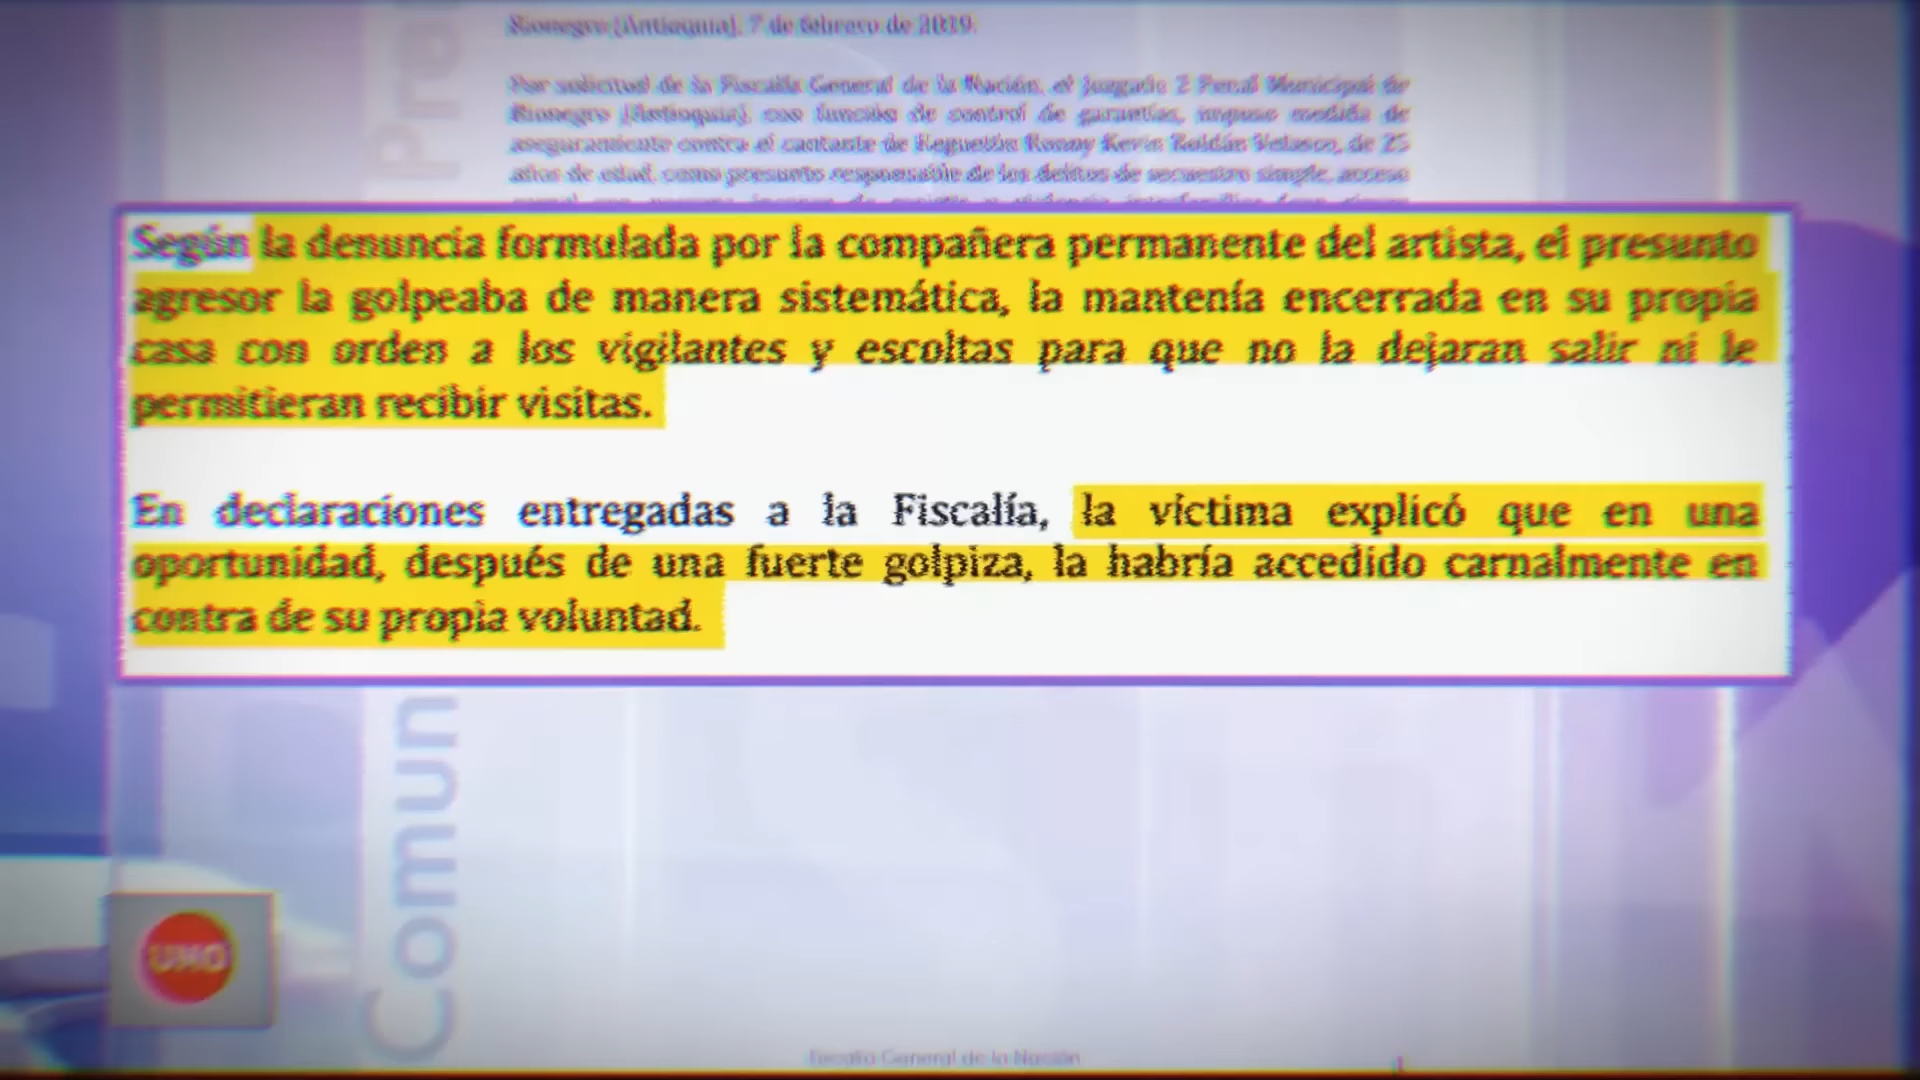 Rionegro (Antioquia), 7 de febrero de 2019.
Por solicitud de la Fiscalía General de la Nación, el Juzgado 2 Penal Municipal de
Rionegro (Antioquia), con función de control de garantías, impuso medida de
aseguramiento contra el cantante de Reguetón Ronny Kevin Roldán Velasco, de 25
años de edad, como presunto responsable de los delitos de secuestro simple, acceso
Según la denuncia formulada por la compañera permanente del artista, el presunto
agresor la golpeaba de manera sistemática, la mantenía encerrada en su propia
casa con orden a los vigilantes y escoltas para que no la dejaran salir ni le
permitieran recibir visitas.
En declaraciones entregadas a la Fiscalía, la víctima explicó que en una
oportunidad, después de una fuerte golpiza, la habría accedido carnalmente en
contra de su propia voluntad.
Comun
Pre
UMO
Fiscalía General de la Nación
1